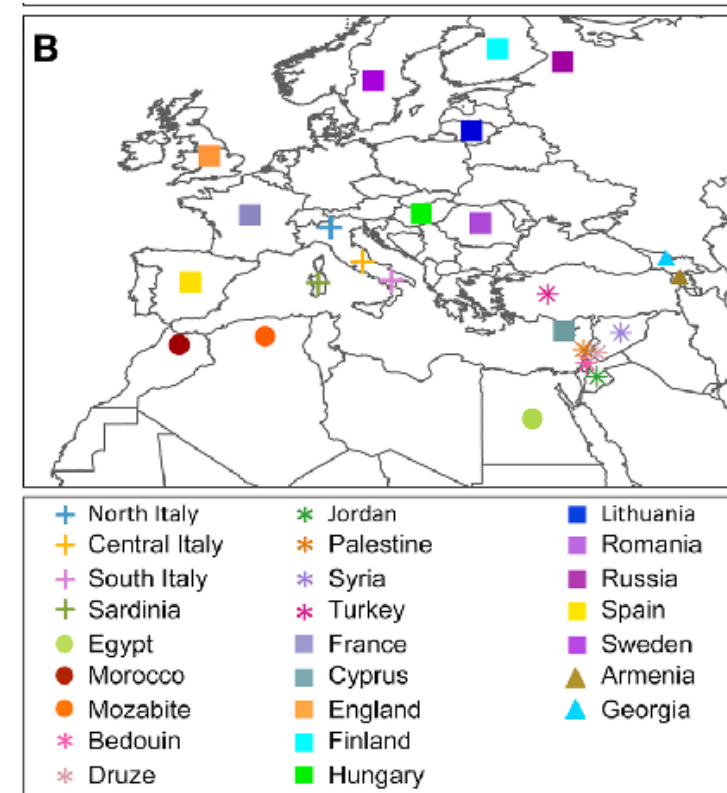 B
North Italy
Central Italy
South Italy
Sardinia
Egypt
Morocco
Mozabite
Bedouin
Druze
Jordan
Palestine
Syria
Turkey
France
Cyprus
England
Finland
Hungary
Lithuania
Romania
Russia
Spain
Sweden
Armenia
Georgia